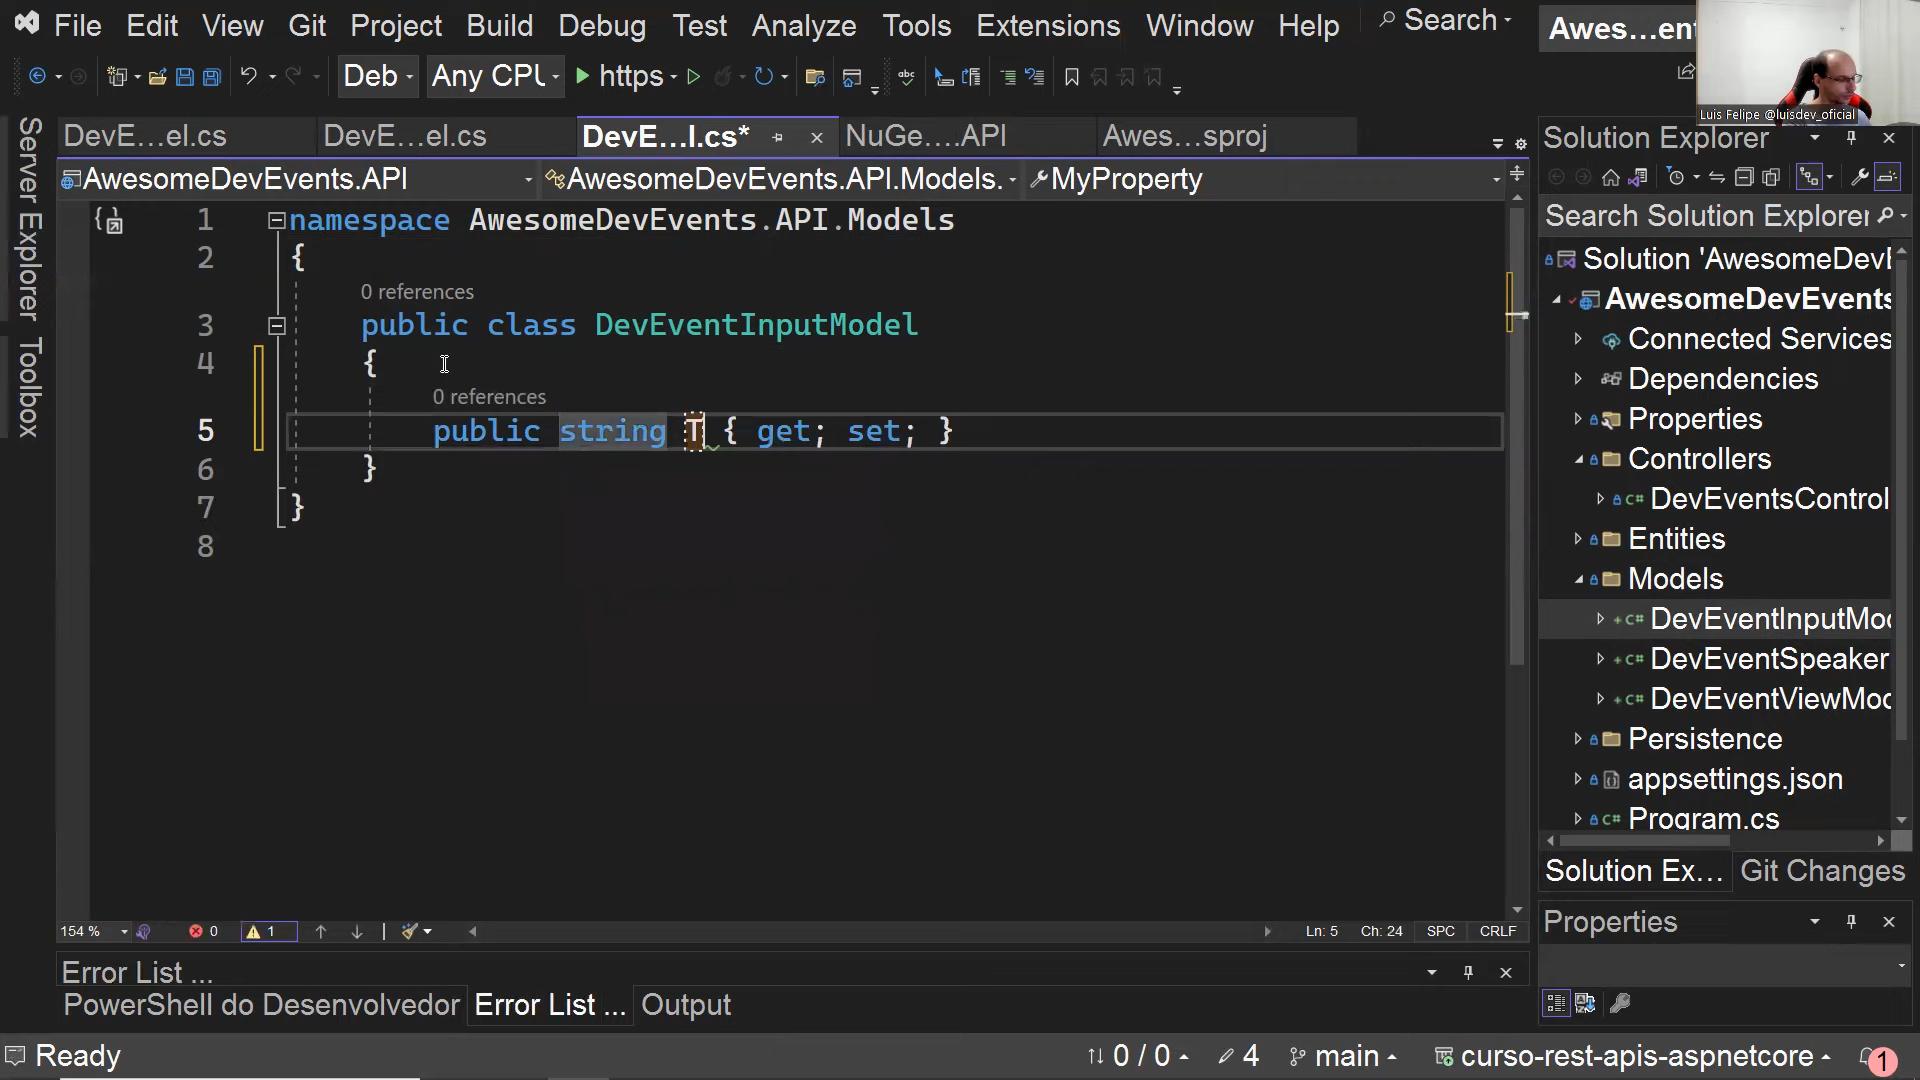 File Edit View Git Project Build Debug Test Analyze Tools Extensions Window Help Search Awes...ent
Deb Any CPU https
Luis Felipe @luisdev_oficial
DevE...el.cs DevE...el.cs DevE...l.cs* NuGe....API Awes...sproj
AwesomeDevEvents.API AwesomeDevEvents.API.Models. MyProperty
Server Explorer
Toolbox
1 namespace AwesomeDevEvents.API.Models
2 {
0 references
3 public class DevEventInputModel
4 {
0 references
5 public string T { get; set; }
6 }
7 }
8
154 % 0 1 Ln: 5 Ch: 24 SPC CRLF
Error List ...
PowerShell do Desenvolvedor Error List ... Output
Solution Explorer
Search Solution Explorer
Solution 'AwesomeDevE
AwesomeDevEvents
Connected Services
Dependencies
Properties
Controllers
C# DevEventsControl
Entities
Models
C# DevEventInputMod
C# DevEventSpeaker
C# DevEventViewMod
Persistence
appsettings.json
C# Program.cs
Solution Ex... Git Changes
Properties
Ready 0 / 0 4 main curso-rest-apis-aspnetcore 1